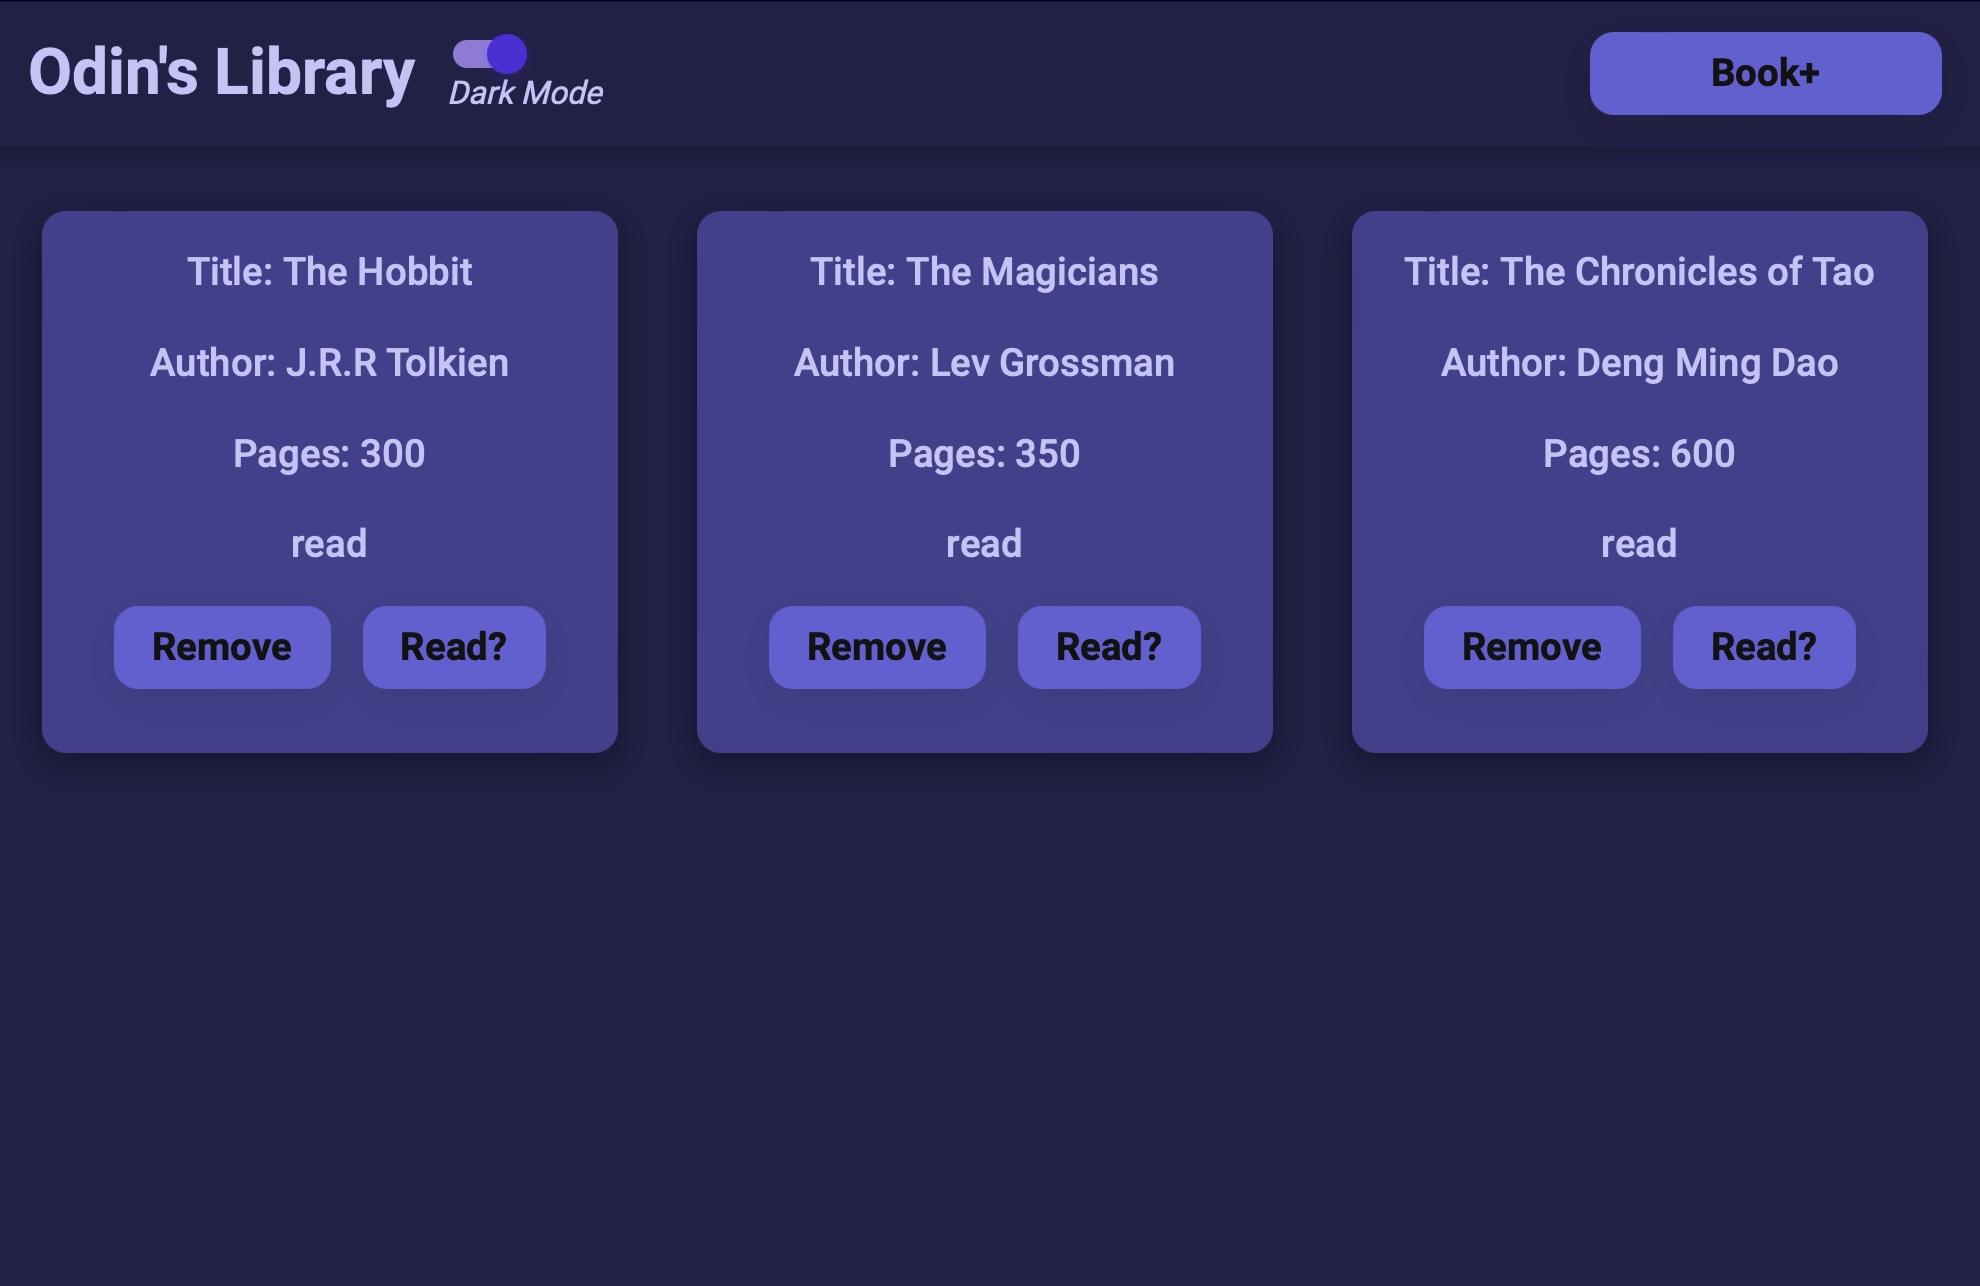 Odin's Library
Dark Mode
Book+
Title: The Hobbit
Author: J.R.R Tolkien
Pages: 300
read
Remove
Read?
Title: The Magicians
Author: Lev Grossman
Pages: 350
read
Remove
Read?
Title: The Chronicles of Tao
Author: Deng Ming Dao
Pages: 600
read
Remove
Read?